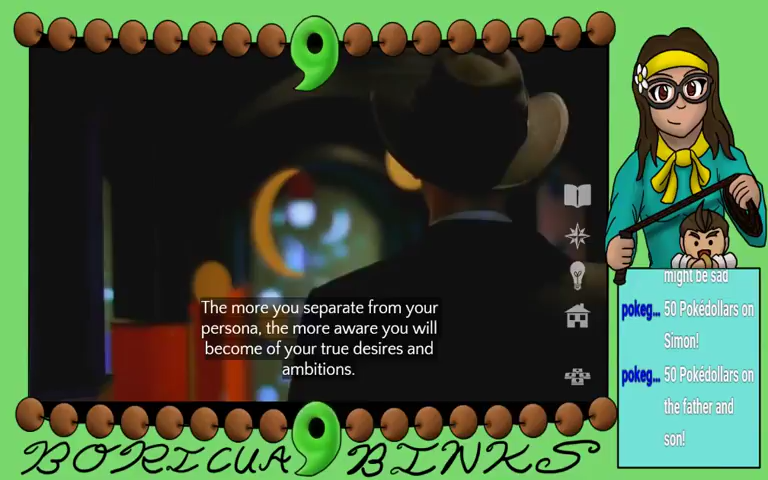 The more you separate from your
persona, the more aware you will
become of your true desires and
ambitions.
might be sad
pokeg... 50 Pokédollars on
Simon!
pokeg... 50 Pokédollars on
the father and
son!
BORICUA BINKS